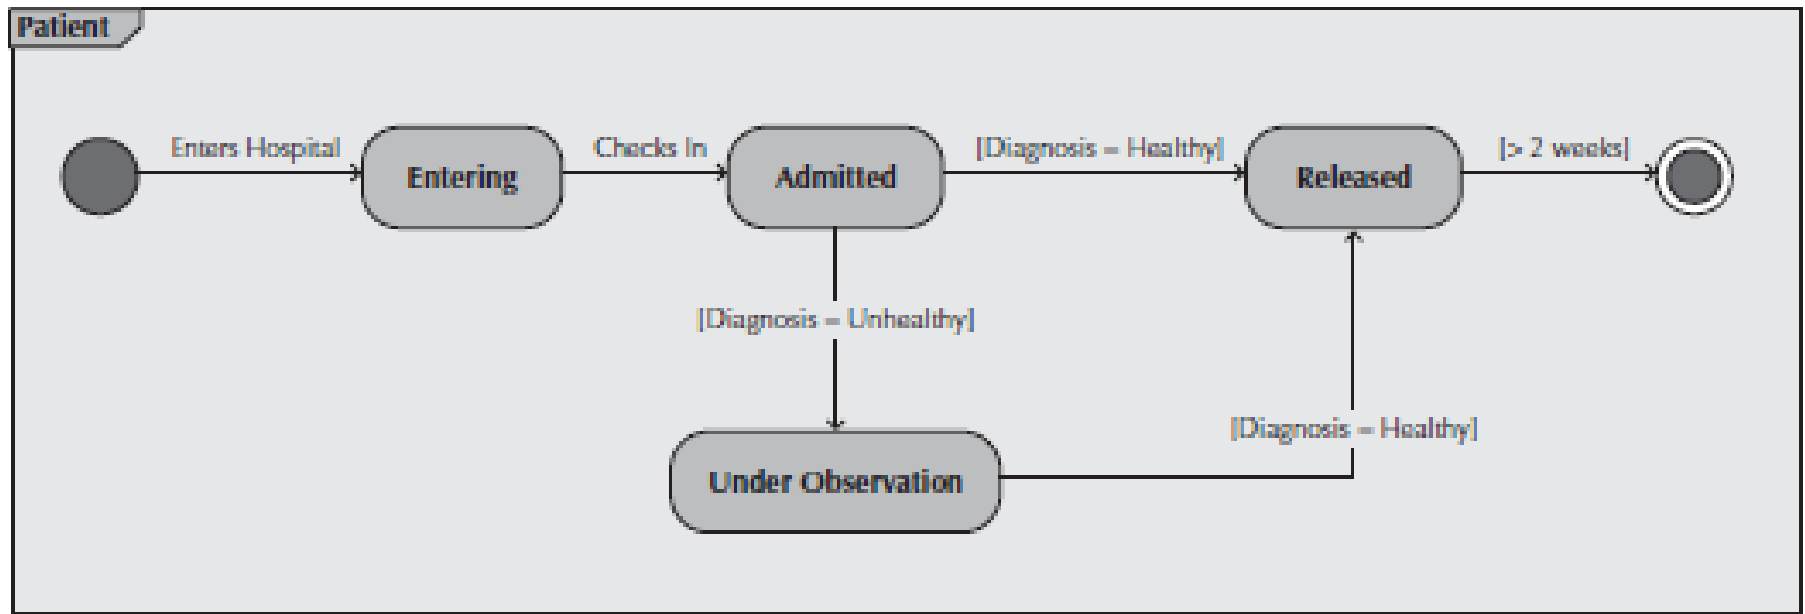 Patient
Enters Hospital
Entering
Checks In
Admitted
[Diagnosis = Healthy]
Released
[> 2 weeks]
[Diagnosis = Unhealthy]
[Diagnosis = Healthy]
Under Observation